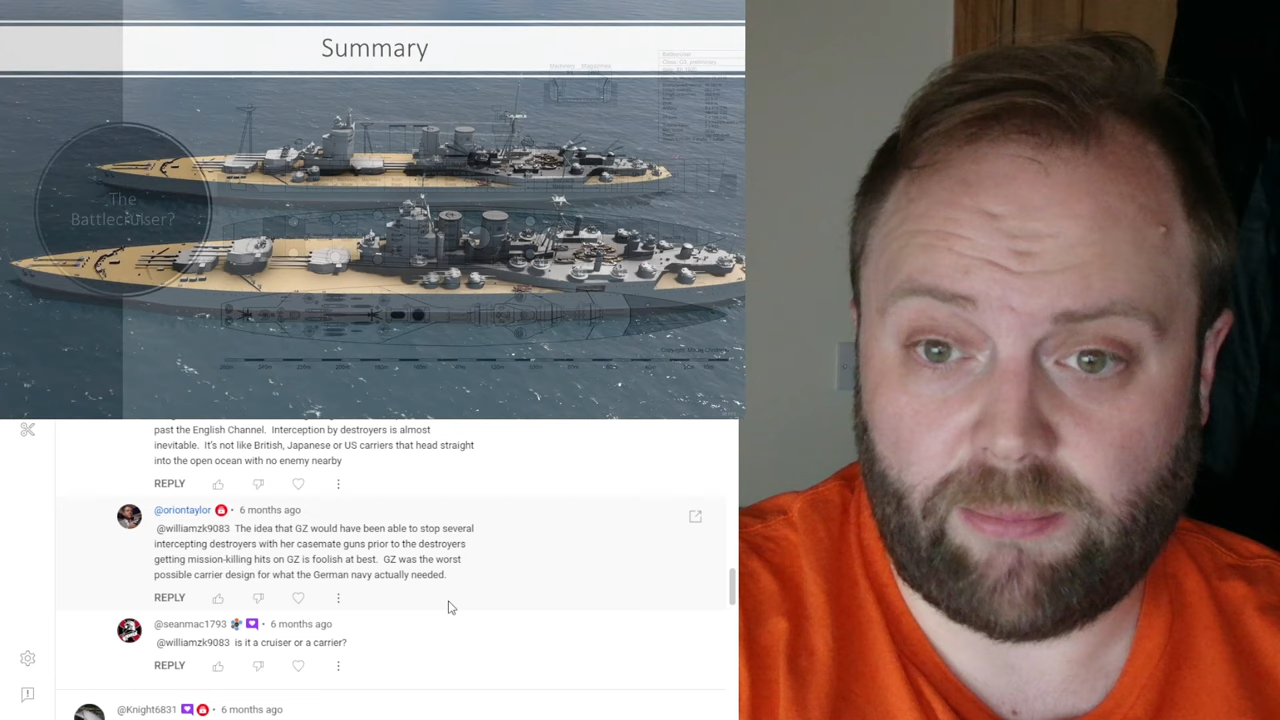 Summary
The
Battlecruiser?
past the English Channel. Interception by destroyers is almost
inevitable. It's not like British, Japanese or US carriers that head straight
into the open ocean with no enemy nearby
REPLY
@oriontaylor • 6 months ago
@williamzk9083 The idea that GZ would have been able to stop several
intercepting destroyers with her casemate guns prior to the destroyers
getting mission-killing hits on GZ is foolish at best. GZ was the worst
possible carrier design for what the German navy actually needed.
REPLY
@seanmac1793 • 6 months ago
@williamzk9083 is it a cruiser or a carrier?
REPLY
@Knight6831 • 6 months ago